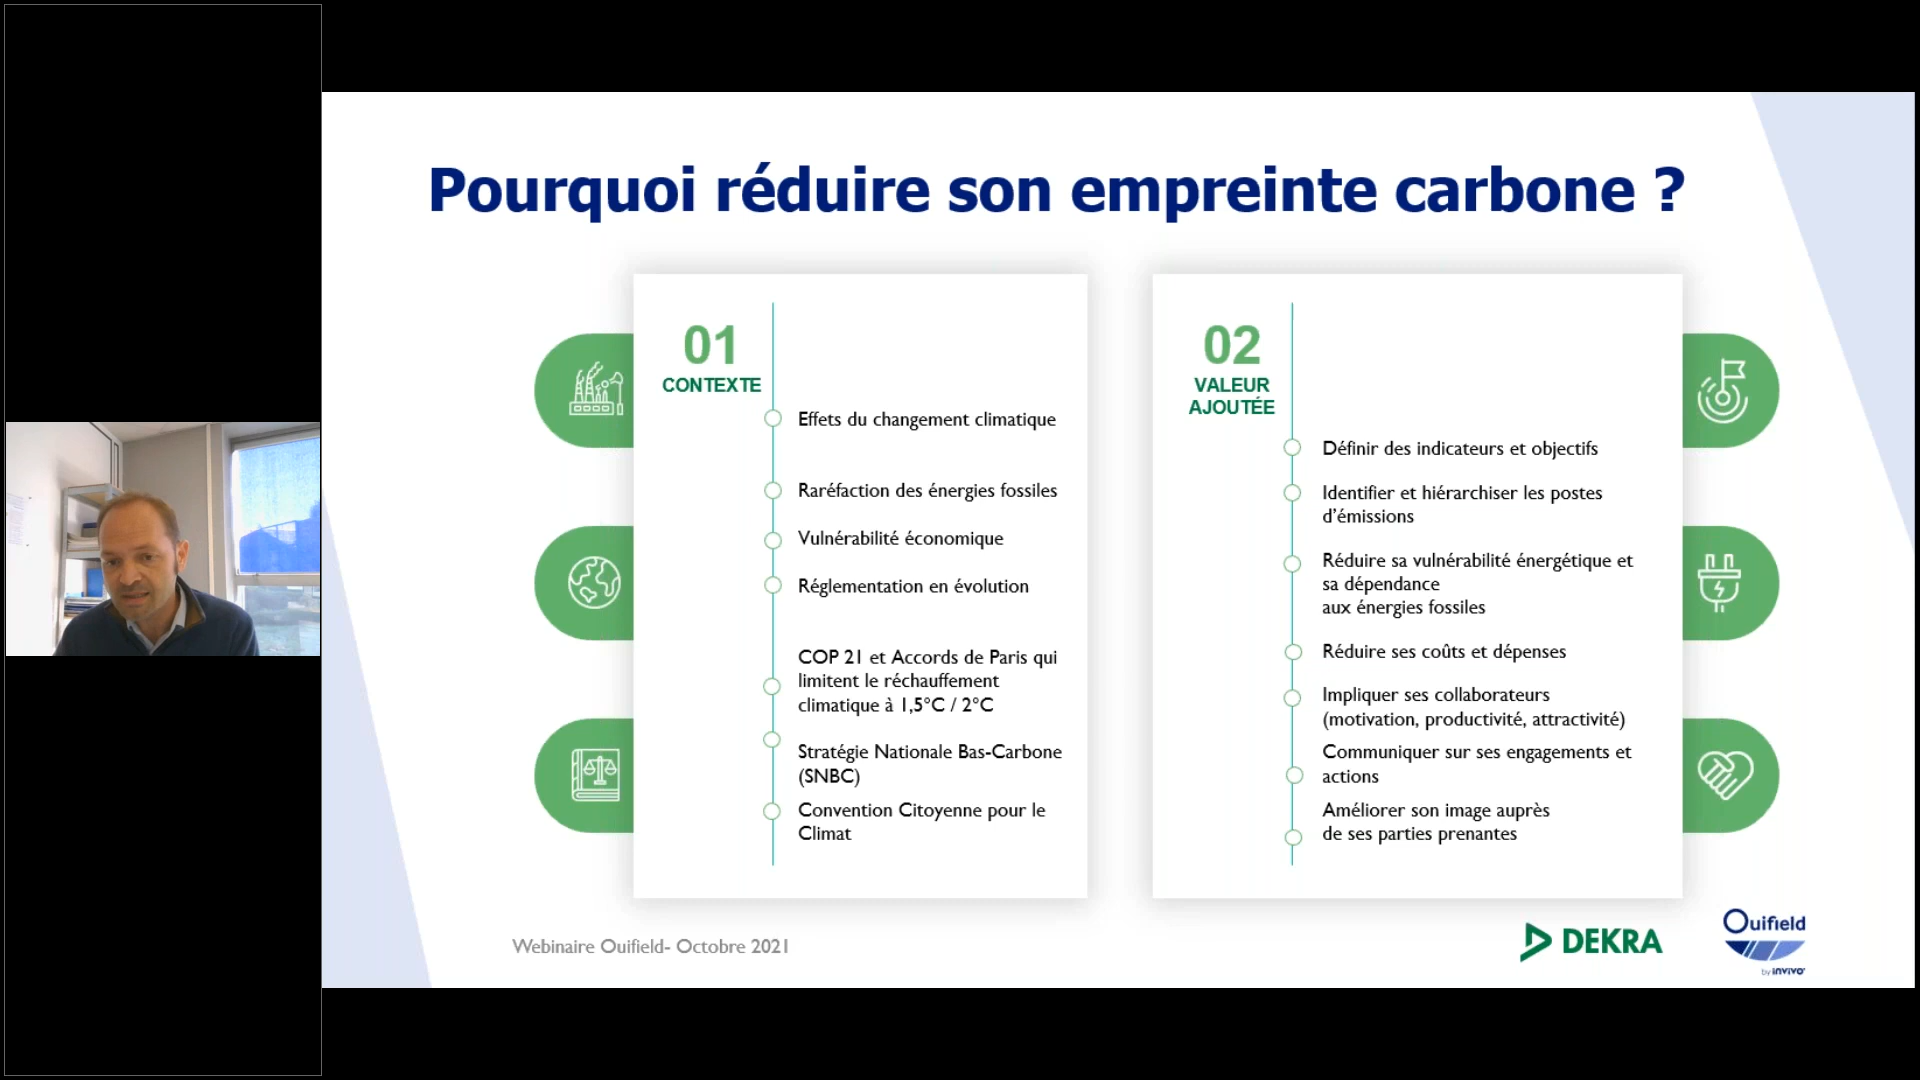 Pourquoi réduire son empreinte carbone ?
01
CONTEXTE
Effets du changement climatique
Raréfaction des énergies fossiles
Vulnérabilité économique
Réglementation en évolution
COP 21 et Accords de Paris qui
limitent le réchauffement
climatique à 1,5°C / 2°C
Stratégie Nationale Bas-Carbone
(SNBC)
Convention Citoyenne pour le
Climat
02
VALEUR
AJOUTÉE
Définir des indicateurs et objectifs
Identifier et hiérarchiser les postes
d’émissions
Réduire sa vulnérabilité énergétique et
sa dépendance
aux énergies fossiles
Réduire ses coûts et dépenses
Impliquer ses collaborateurs
(motivation, productivité, attractivité)
Communiquer sur ses engagements et
actions
Améliorer son image auprès
de ses parties prenantes
Webinaire Ouifield- Octobre 2021
DEKRA
Ouifield
by invivo